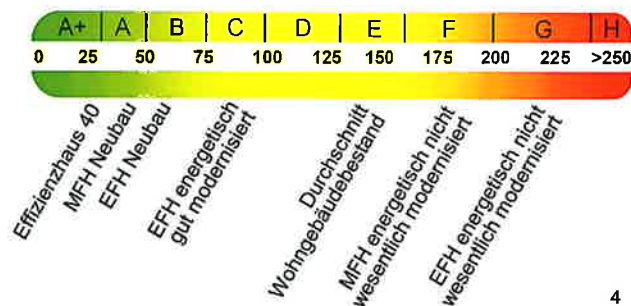 A+ A B C D E F G H
0 25 50 75 100 125 150 175 200 225 >250
Effizienzhaus 40
MFH Neubau
EFH Neubau
EFH energetisch
gut modernisiert
Durchschnitt
Wohngebäudebestand
MFH energetisch nicht
wesentlich modernisiert
EFH energetisch nicht
wesentlich modernisiert
4